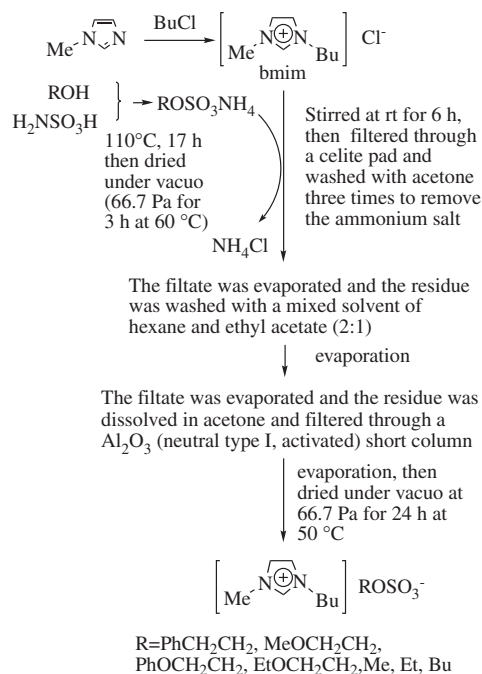 BuCl
Me N N
Me N⊕N Bu Cl-
bmim
ROH
H2NSO3H
ROSO3NH4
110°C, 17 h
then dried
under vacuo
(66.7 Pa for
3 h at 60 °C)
NH4Cl
Stirred at rt for 6 h,
then filtered through
a celite pad and
washed with acetone
three times to remove
the ammonium salt
The filtate was evaporated and the residue
was washed with a mixed solvent of
hexane and ethyl acetate (2:1)
evaporation
The filtate was evaporated and the residue was
dissolved in acetone and filtered through a
Al2O3 (neutral type I, activated) short column
evaporation, then
dried under vacuo at
66.7 Pa for 24 h at
50 °C
Me N⊕N Bu ROSO3-
R=PhCH2CH2, MeOCH2CH2,
PhOCH2CH2, EtOCH2CH2,Me, Et, Bu